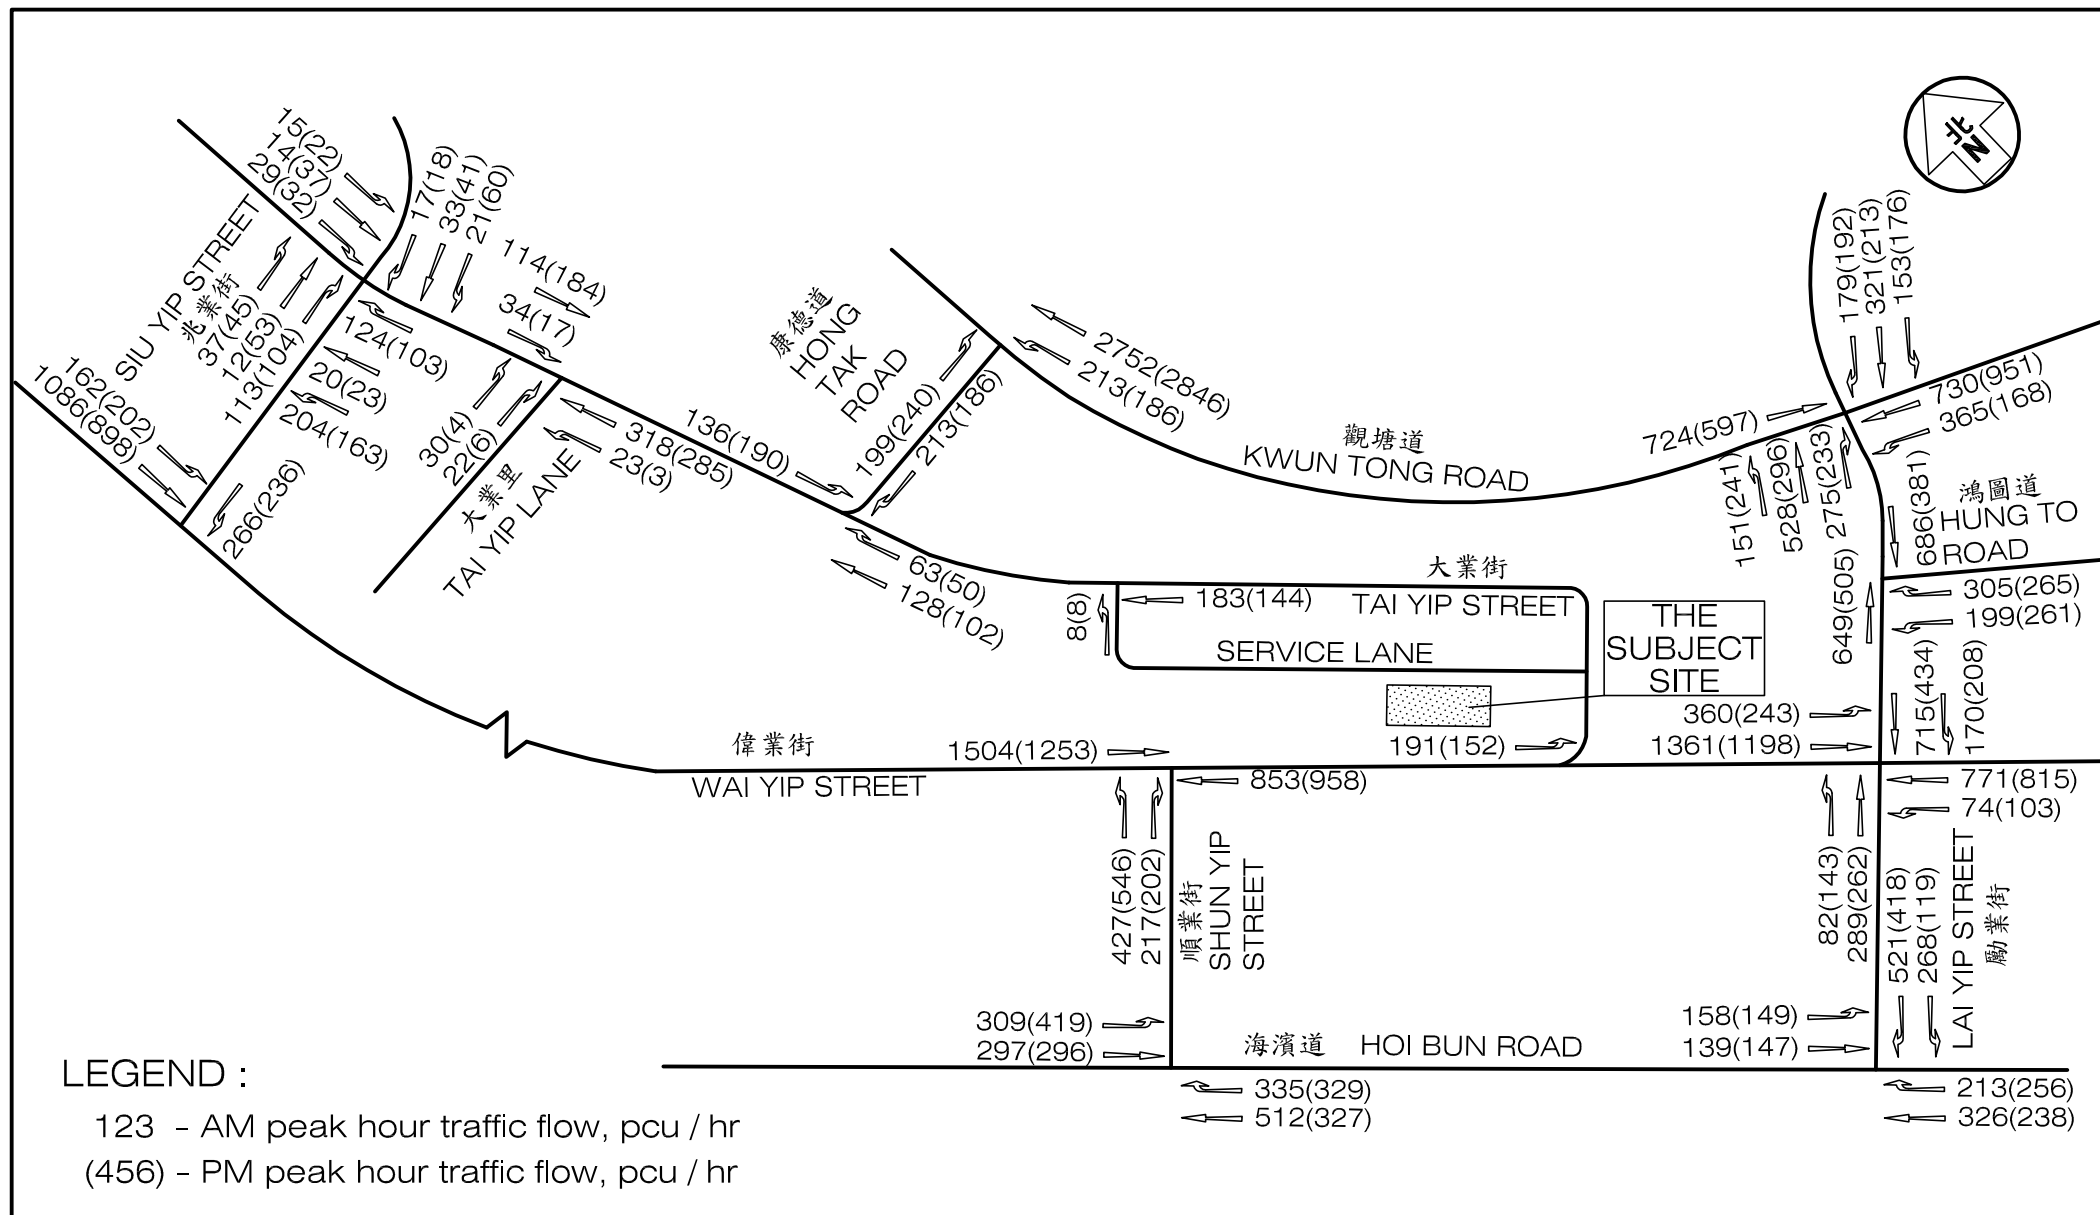 15(22)
14(37)
29(32)
17(18)
33(41)
21(60)
114(184)
34(17)
SIU YIP STREET
兆業街
37(45)
12(53)
113(104)
124(103)
20(23)
204(163)
162(202)
1086(898)
266(236)
30(4)
22(6)
大業里
TAI YIP LANE
318(285)
23(3)
136(190)
康德道
HONG
TAK
ROAD
199(240)
213(186)
2752(2846)
213(186)
觀塘道
KWUN TONG ROAD
北
N
179(192)
321(213)
153(176)
730(951)
365(168)
724(597)
151(241)
528(296)
275(233)
686(381)
鴻圖道
HUNG TO
ROAD
305(265)
199(261)
649(505)
715(434)
170(208)
63(50)
128(102)
8(8)
183(144)
大業街
TAI YIP STREET
SERVICE LANE
THE
SUBJECT
SITE
191(152)
360(243)
1361(1198)
偉業街
WAI YIP STREET
1504(1253)
853(958)
771(815)
74(103)
427(546)
217(202)
順業街
SHUN YIP
STREET
82(143)
289(262)
521(418)
268(119)
LAI YIP STREET
勵業街
309(419)
297(296)
海濱道 HOI BUN ROAD
158(149)
139(147)
335(329)
512(327)
213(256)
326(238)
LEGEND :
123 - AM peak hour traffic flow, pcu / hr
(456) - PM peak hour traffic flow, pcu / hr